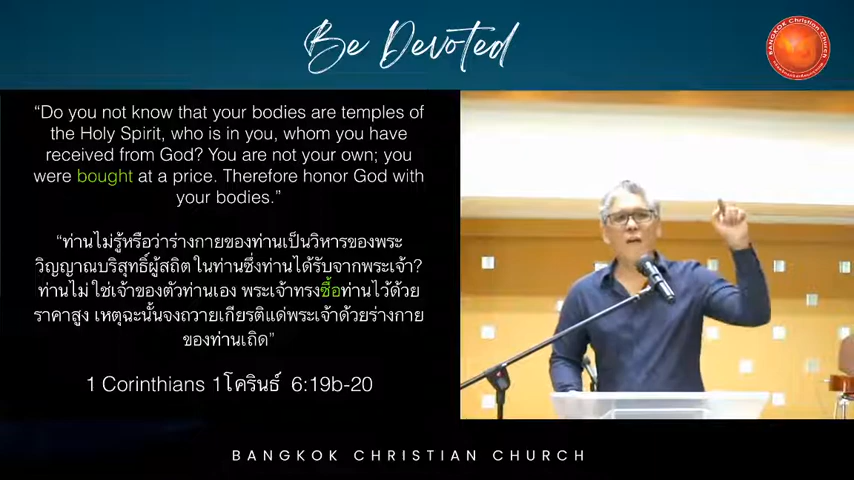 Be Devoted
BANGKOK Christian Church
“Do you not know that your bodies are temples of
the Holy Spirit, who is in you, whom you have
received from God? You are not your own; you
were bought at a price. Therefore honor God with
your bodies.”
“ท่านไม่รู้หรือว่าร่างกายของท่านเป็นวิหารของพระ
วิญญาณบริสุทธิ์ผู้สถิต ในท่านซึ่งท่านได้รับจากพระเจ้า?
ท่านไม่ใช่เจ้าของตัวท่านเอง พระเจ้าทรงซื้อท่านไว้ด้วย
ราคาสูง เหตุฉะนั้นจงถวายเกียรติแด่พระเจ้าด้วยร่างกาย
ของท่านเถิด”
1 Corinthians 1โครินธ์ 6:19b-20
BANGKOK CHRISTIAN CHURCH